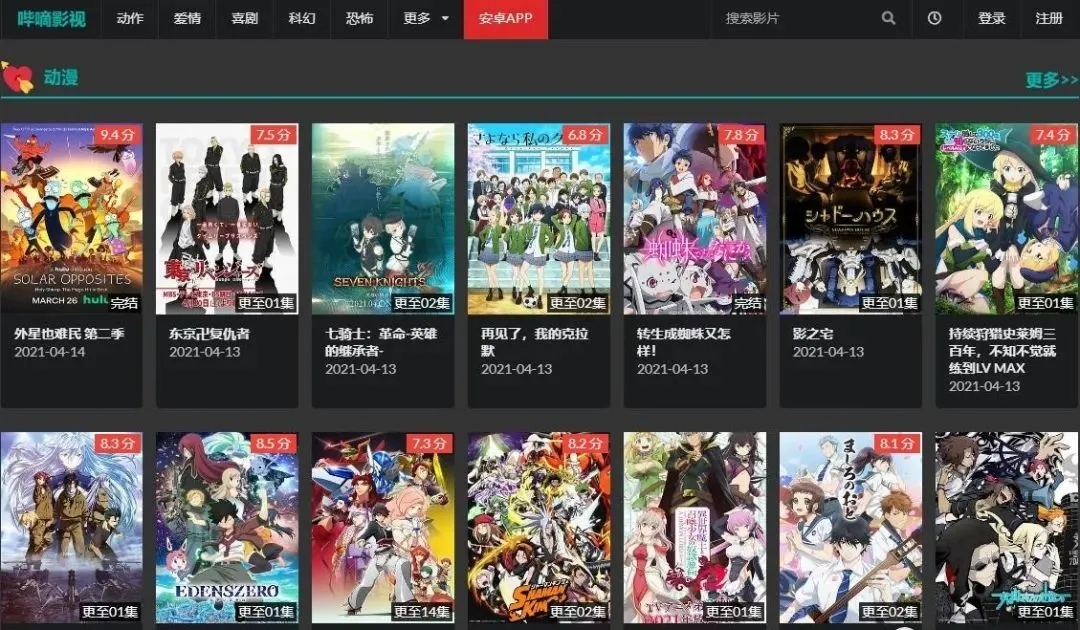 哔嘀影视 动作 爱情 喜剧 科幻 恐怖 更多 安卓APP 搜索影片 登录 注册
动漫 更多>>
9.4分 7.5分 6.8分 7.8分 8.3分 7.4分
さよなら私のクラ
シャドーハウス
SOLAR OPPOSITES
SEVEN KNIGHTS
MARCH 26 hulu
完结 更至01集 更至02集 更至02集 完结 更至01集 更至01集
外星也难民 第二季
2021-04-14
东京卍复仇者
2021-04-13
七骑士：革命-英雄
的继承者-
2021-04-13
再见了，我的克拉
默
2021-04-13
转生成蜘蛛又怎
样！
2021-04-13
影之宅
2021-04-13
持续狩猎史莱姆三
百年，不知不觉就
练到LV MAX
2021-04-13
8.3分 8.5分 7.3分 8.2分 8.1分
ましろのおと
EDENSZERO
SHAMAN
KING
更至01集 更至01集 更至14集 更至02集 更至01集 更至02集 更至01集